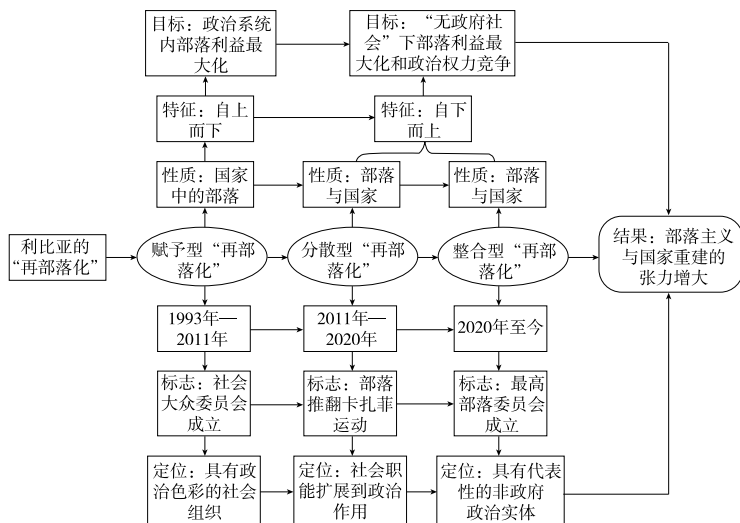 目标：政治系统
内部落利益最
大化
目标：“无政府社
会”下部落利益最
大化和政治权力竞争
特征：自上
而下
特征：自下
而上
性质：国家
中的部落
性质：部落
与国家
性质：部落
与国家
利比亚的
“再部落化”
赋予型“再部
落化”
分散型“再部
落化”
整合型“再部
落化”
结果：部落主义
与国家重建的
张力增大
1993年—
2011年
2011年—
2020年
2020年至今
标志：社会
大众委员会
成立
标志：部落
推翻卡扎菲
运动
标志：最高
部落委员会
成立
定位：具有政
治色彩的社会
组织
定位：社会职
能扩展到政治
作用
定位：具有代表
性的非政府
政治实体